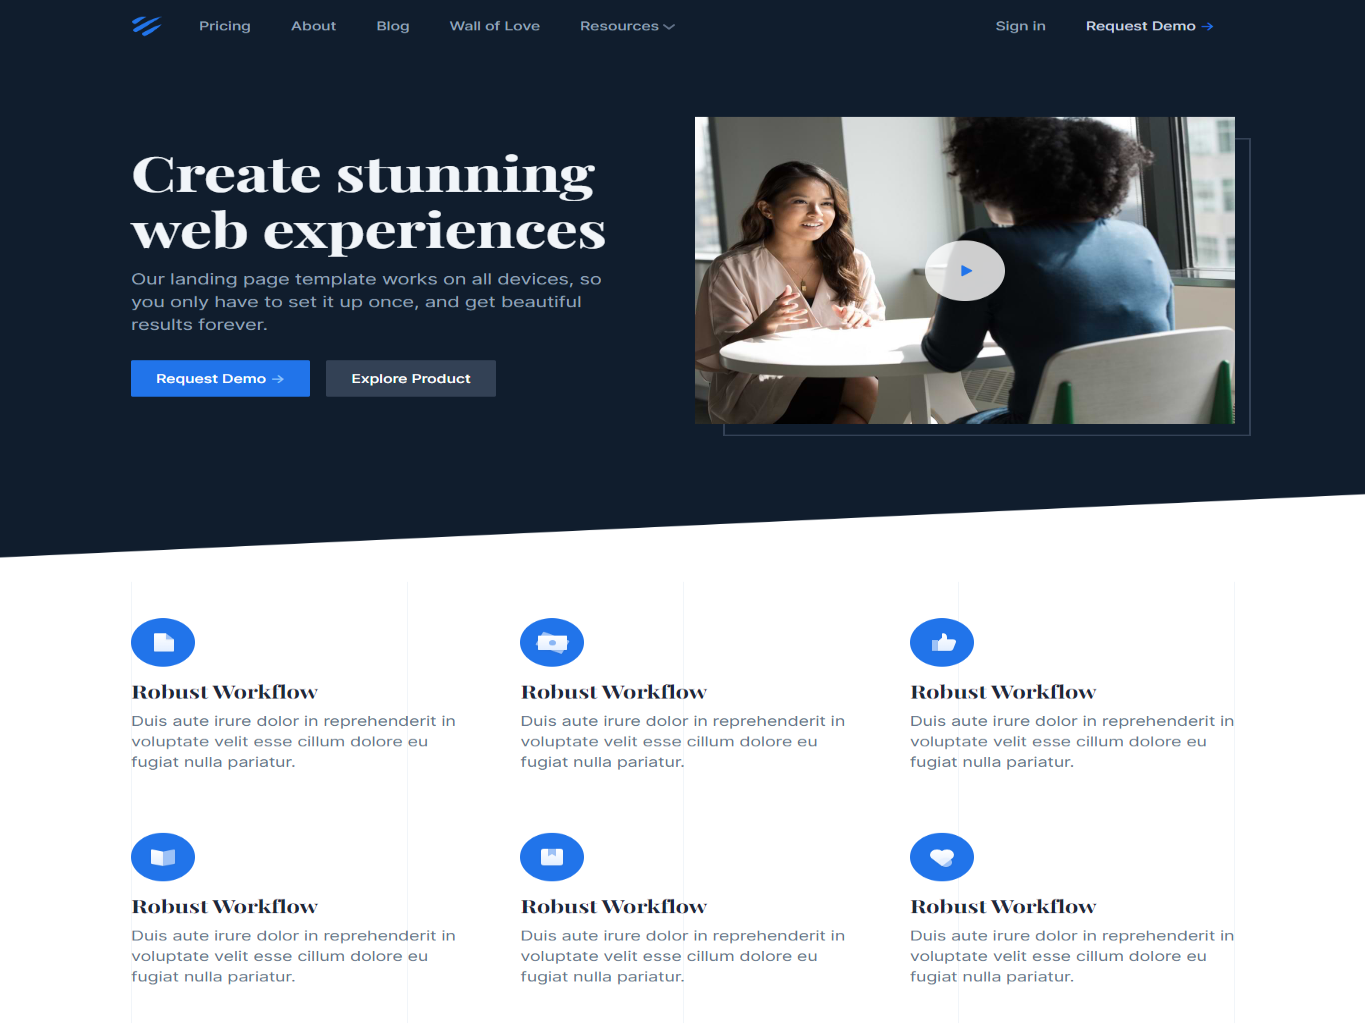 Pricing About Blog Wall of Love Resources Sign in Request Demo
Create stunning
web experiences
Our landing page template works on all devices, so
you only have to set it up once, and get beautiful
results forever.
Request Demo Explore Product
Robust Workflow Robust Workflow Robust Workflow
Duis aute irure dolor in reprehenderit in Duis aute irure dolor in reprehenderit in Duis aute irure dolor in reprehenderit in
voluptate velit esse cillum dolore eu voluptate velit esse cillum dolore eu voluptate velit esse cillum dolore eu
fugiat nulla pariatur. fugiat nulla pariatur. fugiat nulla pariatur.
Robust Workflow Robust Workflow Robust Workflow
Duis aute irure dolor in reprehenderit in Duis aute irure dolor in reprehenderit in Duis aute irure dolor in reprehenderit in
voluptate velit esse cillum dolore eu voluptate velit esse cillum dolore eu voluptate velit esse cillum dolore eu
fugiat nulla pariatur. fugiat nulla pariatur. fugiat nulla pariatur.